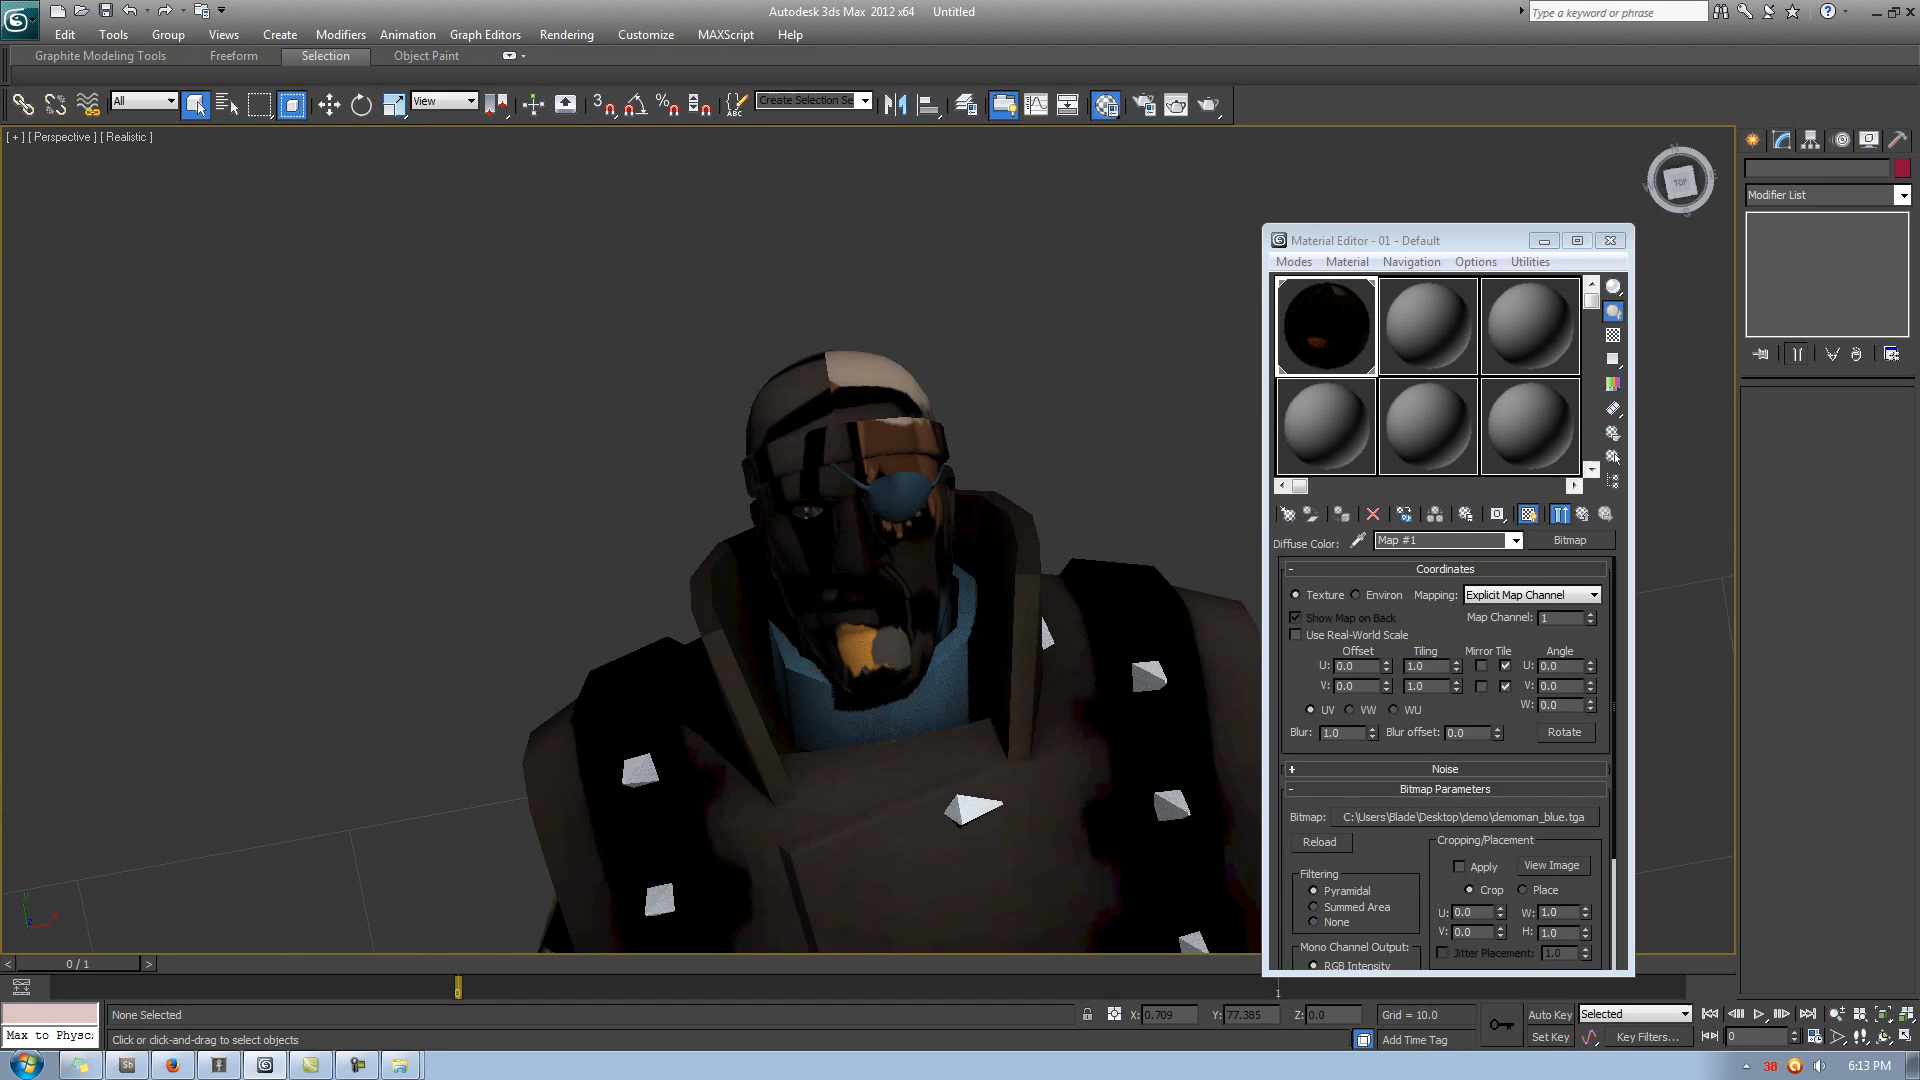 Autodesk 3ds Max 2012 x64 Untitled
Type a keyword or phrase
Edit Tools Group Views Create Modifiers Animation Graph Editors Rendering Customize MAXScript Help
Graphite Modeling Tools Freeform Selection Object Paint
All View 3 ABC Create Selection Se
[ + ] [ Perspective ] [ Realistic ]
TOP
Modifier List
Material Editor - 01 - Default
Modes Material Navigation Options Utilities
Diffuse Color: Map #1 Bitmap
- Coordinates
Texture Environ Mapping: Explicit Map Channel
Show Map on Back Map Channel: 1
Use Real-World Scale
Offset Tiling Mirror Tile Angle
U: 0.0 1.0 U: 0.0
V: 0.0 1.0 V: 0.0
UV VW WU W: 0.0
Blur: 1.0 Blur offset: 0.0 Rotate
+ Noise
- Bitmap Parameters
Bitmap: C:\Users\Blade\Desktop\demo\demoman_blue.tga
Reload Cropping/Placement
Apply View Image
Filtering
Pyramidal Crop Place
Summed Area U: 0.0 W: 1.0
None V: 0.0 H: 1.0
Mono Channel Output: Jitter Placement: 1.0
RGB Intensity
< 0 / 1 >
0 1
None Selected X: 0.709 Y: 77.385 Z: 0.0 Grid = 10.0 Auto Key Selected
Max to Physc: Click or click-and-drag to select objects Add Time Tag Set Key Key Filters... 0
Sb 38 6:13 PM